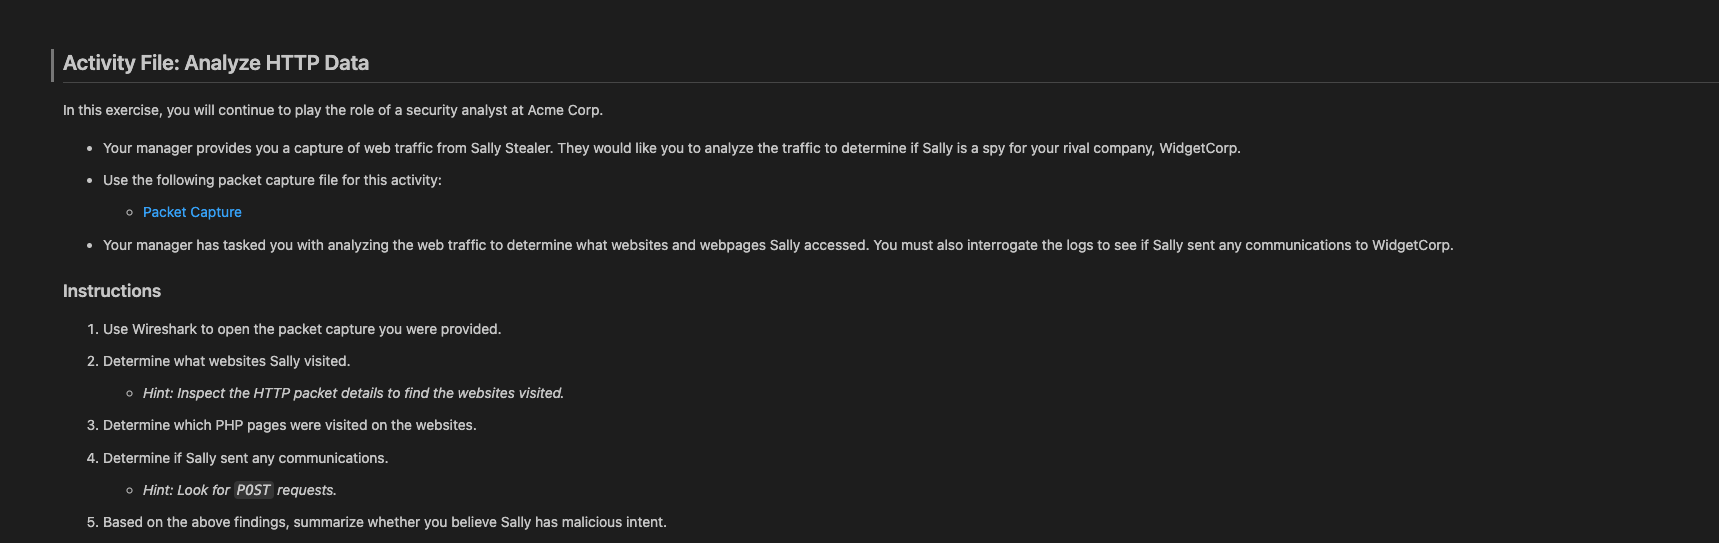 Activity File: Analyze HTTP Data
In this exercise, you will continue to play the role of a security analyst at Acme Corp.
• Your manager provides you a capture of web traffic from Sally Stealer. They would like you to analyze the traffic to determine if Sally is a spy for your rival company, WidgetCorp.
• Use the following packet capture file for this activity:
○ Packet Capture
• Your manager has tasked you with analyzing the web traffic to determine what websites and webpages Sally accessed. You must also interrogate the logs to see if Sally sent any communications to WidgetCorp.
Instructions
1. Use Wireshark to open the packet capture you were provided.
2. Determine what websites Sally visited.
○ Hint: Inspect the HTTP packet details to find the websites visited.
3. Determine which PHP pages were visited on the websites.
4. Determine if Sally sent any communications.
○ Hint: Look for POST requests.
5. Based on the above findings, summarize whether you believe Sally has malicious intent.